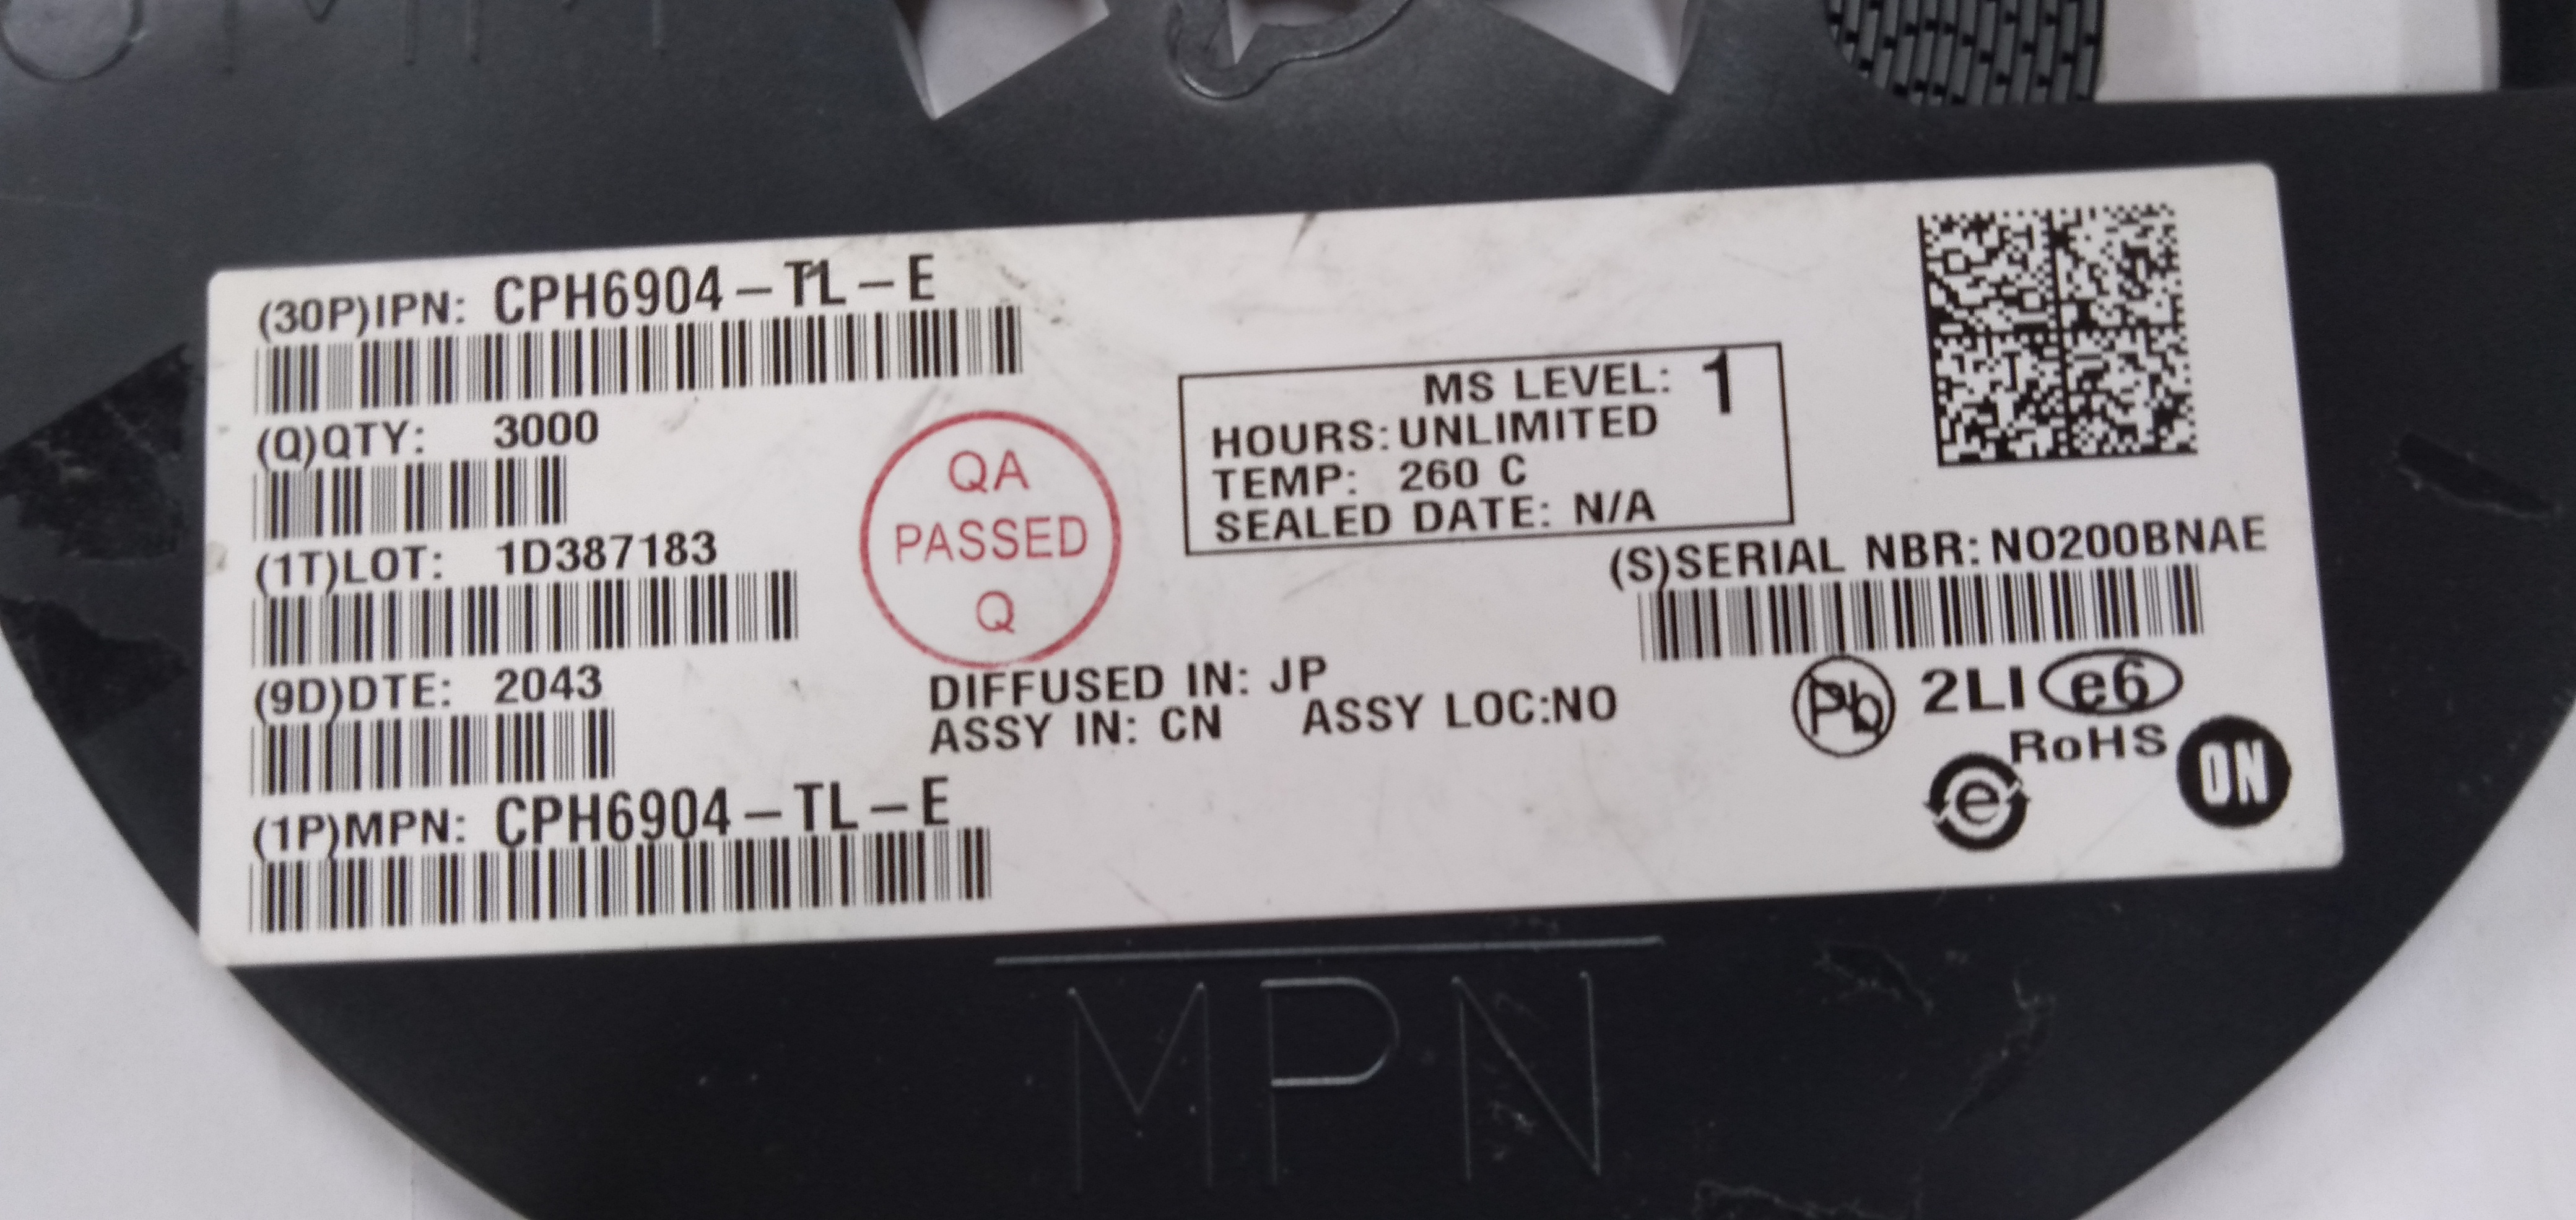 (30P)IPN: CPH6904-TL-E
(Q)QTY: 3000
(1T)LOT: 1D387183
(9D)DTE: 2043
(1P)MPN: CPH6904-TL-E
QA
PASSED
Q
MS LEVEL: 1
HOURS: UNLIMITED
TEMP: 260 C
SEALED DATE: N/A
DIFFUSED IN: JP
ASSY IN: CN ASSY LOC:NO
(S)SERIAL NBR: NO200BNAE
Pb 2LI e6
RoHS
e ON
MPN